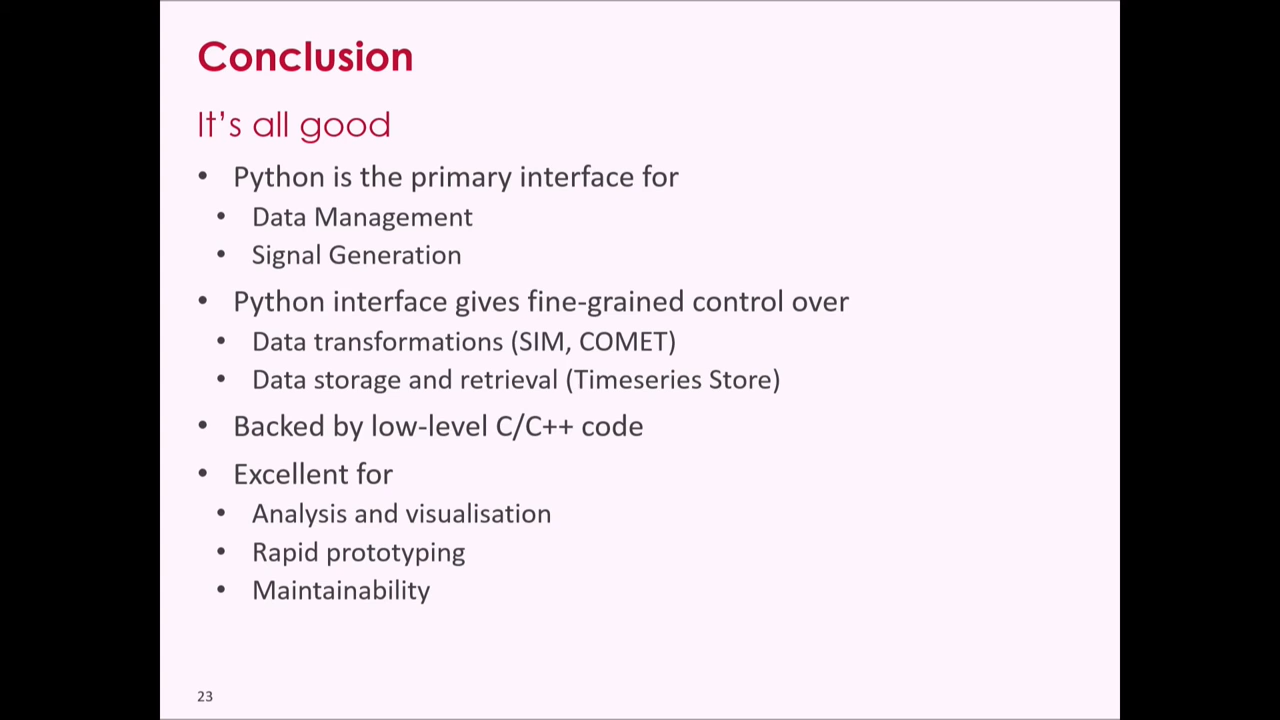 Conclusion
It's all good
• Python is the primary interface for
• Data Management
• Signal Generation
• Python interface gives fine-grained control over
• Data transformations (SIM, COMET)
• Data storage and retrieval (Timeseries Store)
• Backed by low-level C/C++ code
• Excellent for
• Analysis and visualisation
• Rapid prototyping
• Maintainability
23